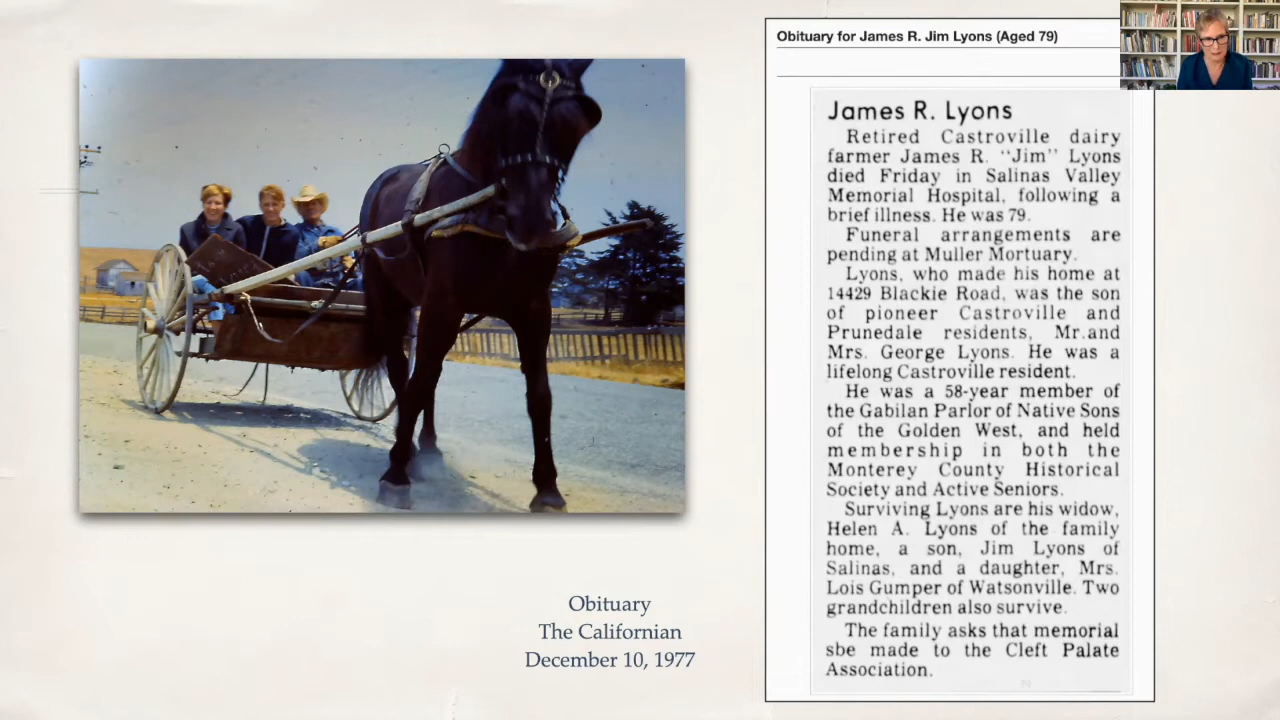 Obituary for James R. Jim Lyons (Aged 79)
James R. Lyons
Retired Castroville dairy
farmer James R. "Jim" Lyons
died Friday in Salinas Valley
Memorial Hospital, following a
brief illness. He was 79.
Funeral arrangements are
pending at Muller Mortuary.
Lyons, who made his home at
14429 Blackie Road, was the son
of pioneer Castroville and
Prunedale residents, Mr.and
Mrs. George Lyons. He was a
lifelong Castroville resident.
He was a 58-year member of
the Gabilan Parlor of Native Sons
of the Golden West, and held
membership in both the
Monterey County Historical
Society and Active Seniors.
Surviving Lyons are his widow,
Helen A. Lyons of the family
home, a son, Jim Lyons of
Salinas, and a daughter, Mrs.
Lois Gumper of Watsonville. Two
grandchildren also survive.
The family asks that memorial
sbe made to the Cleft Palate
Association.
Obituary
The Californian
December 10, 1977